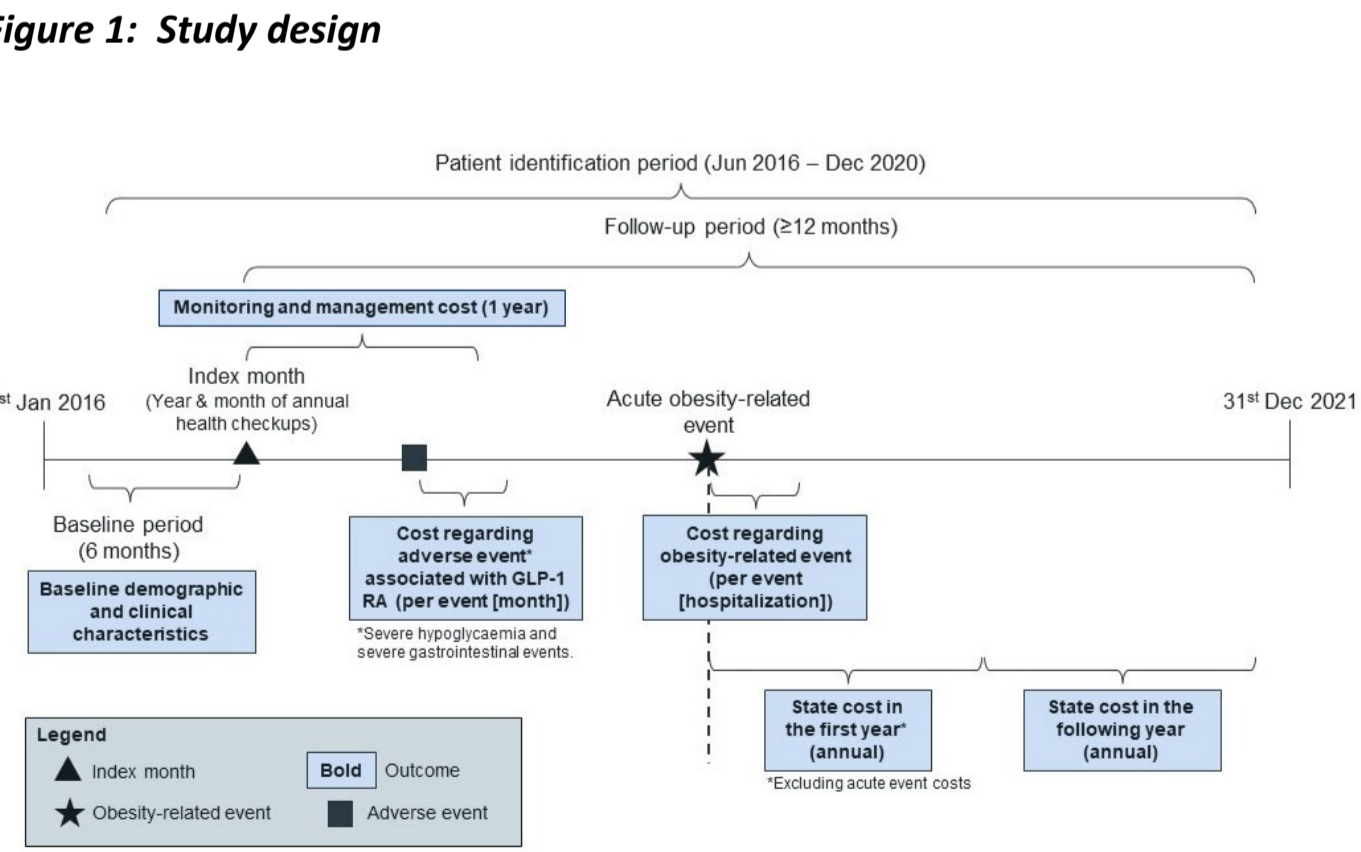 Figure 1: Study design
Patient identification period (Jun 2016 – Dec 2020)
Follow-up period (≥12 months)
Monitoring and management cost (1 year)
Index month
(Year & month of annual
health checkups)
st Jan 2016
Acute obesity-related
event
31st Dec 2021
Baseline period
(6 months)
Baseline demographic
and clinical
characteristics
Cost regarding
adverse event*
associated with GLP-1
RA (per event [month])
*Severe hypoglycaemia and
severe gastrointestinal events.
Cost regarding
obesity-related event
(per event
[hospitalization])
State cost in
the first year*
(annual)
*Excluding acute event costs
State cost in the
following year
(annual)
Legend
Index month
Bold Outcome
Obesity-related event
Adverse event